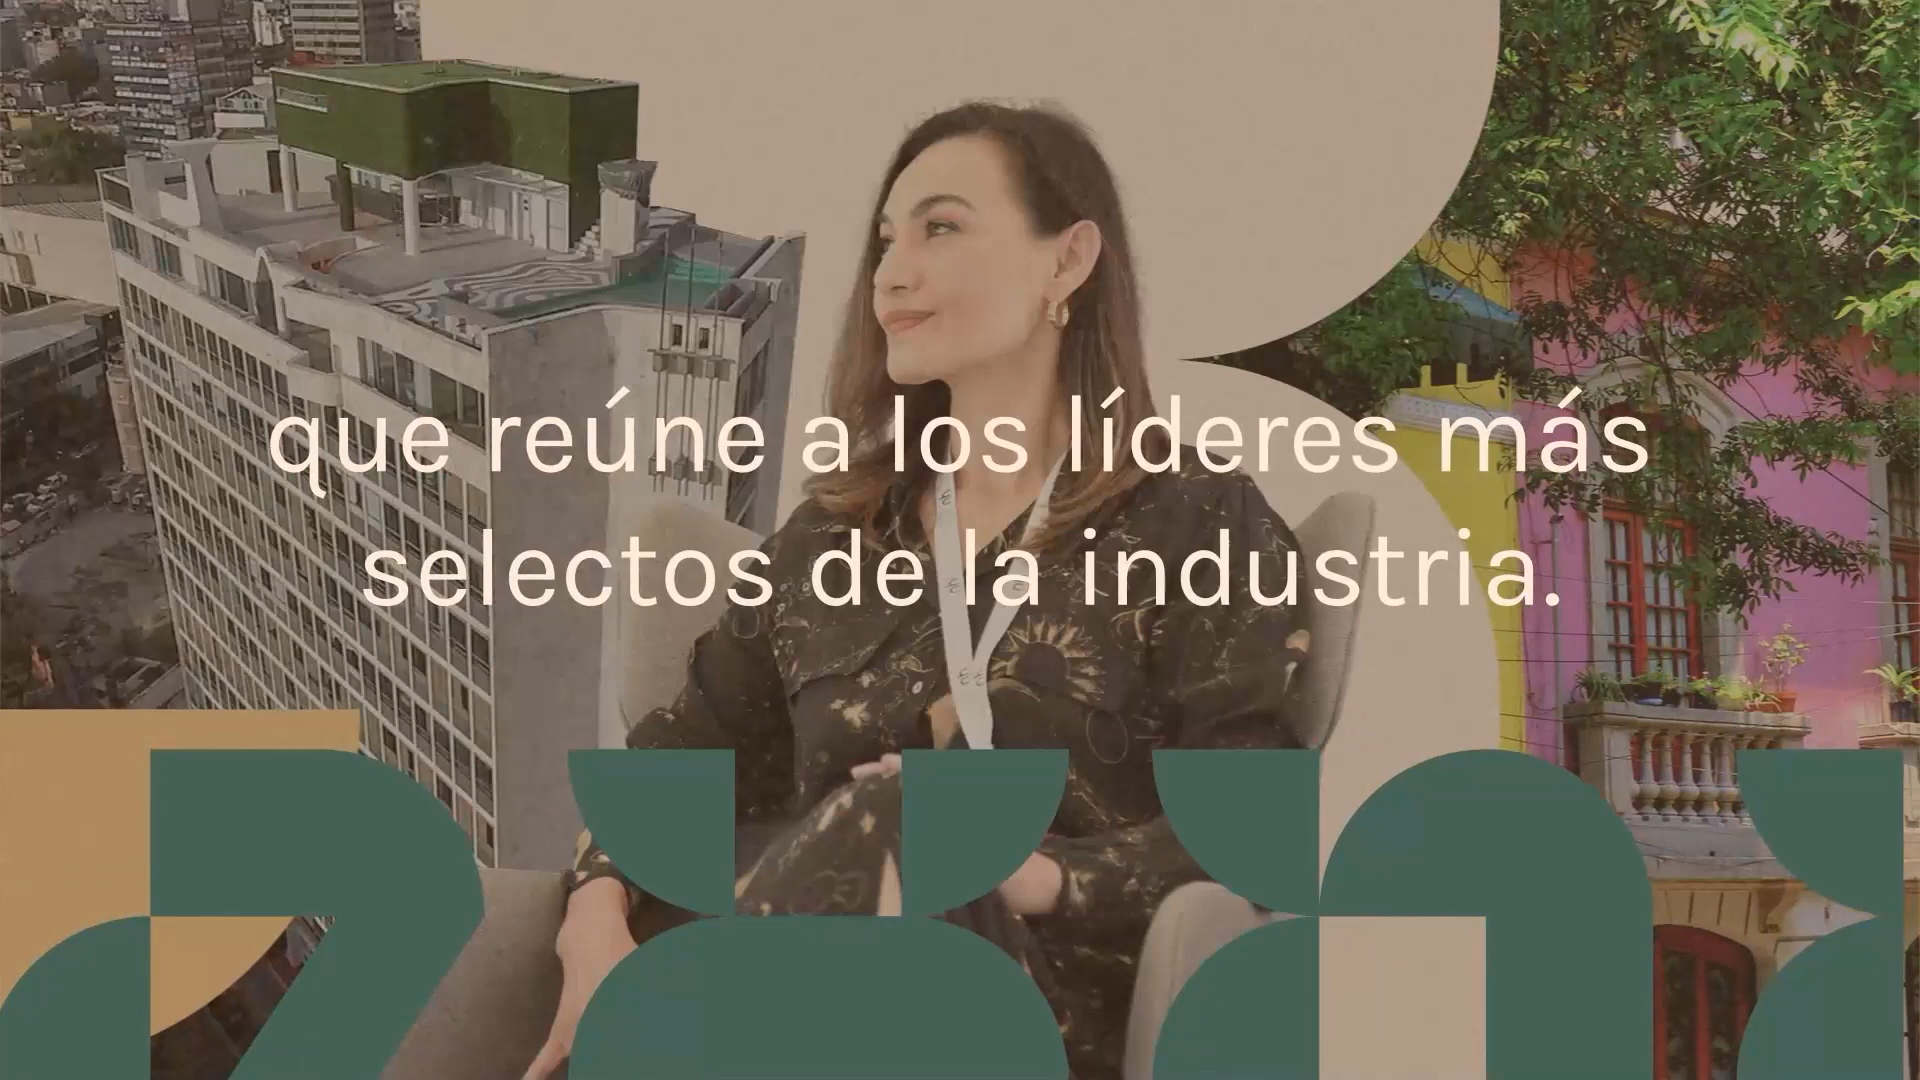 que reúne a los líderes más
selectos de la industria.